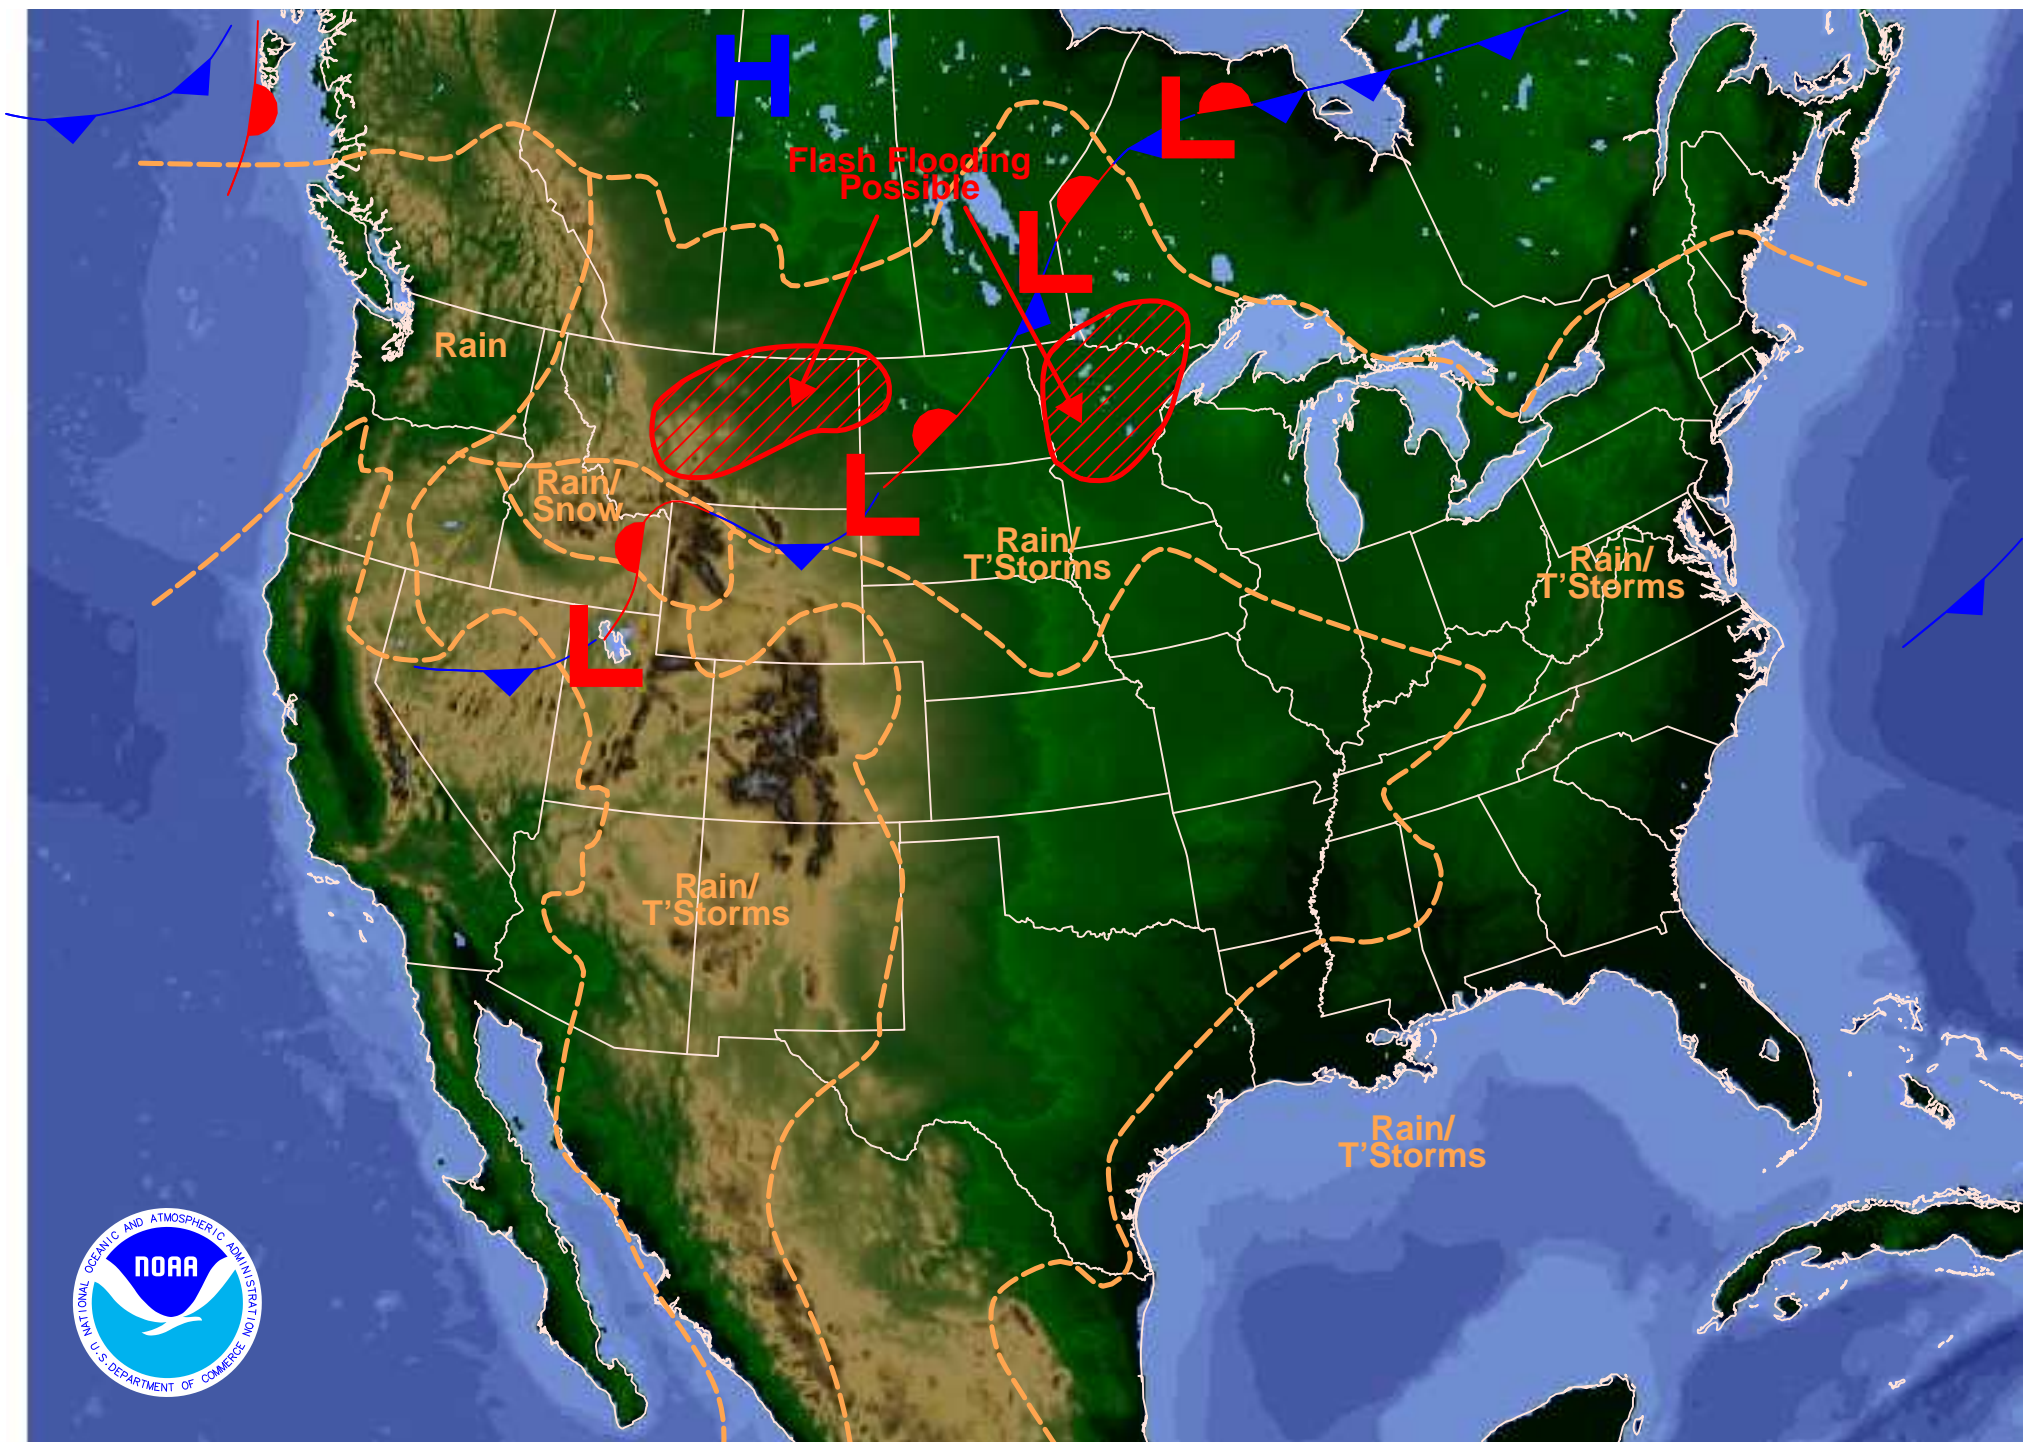 H
L
Flash Flooding
Possible
L
Rain
L
Rain/
Snow
Rain/
T'Storms
Rain/
T'Storms
L
Rain/
T'Storms
Rain/
T'Storms
NATIONAL OCEANIC AND ATMOSPHERIC ADMINISTRATION
NOAA
U.S. DEPARTMENT OF COMMERCE